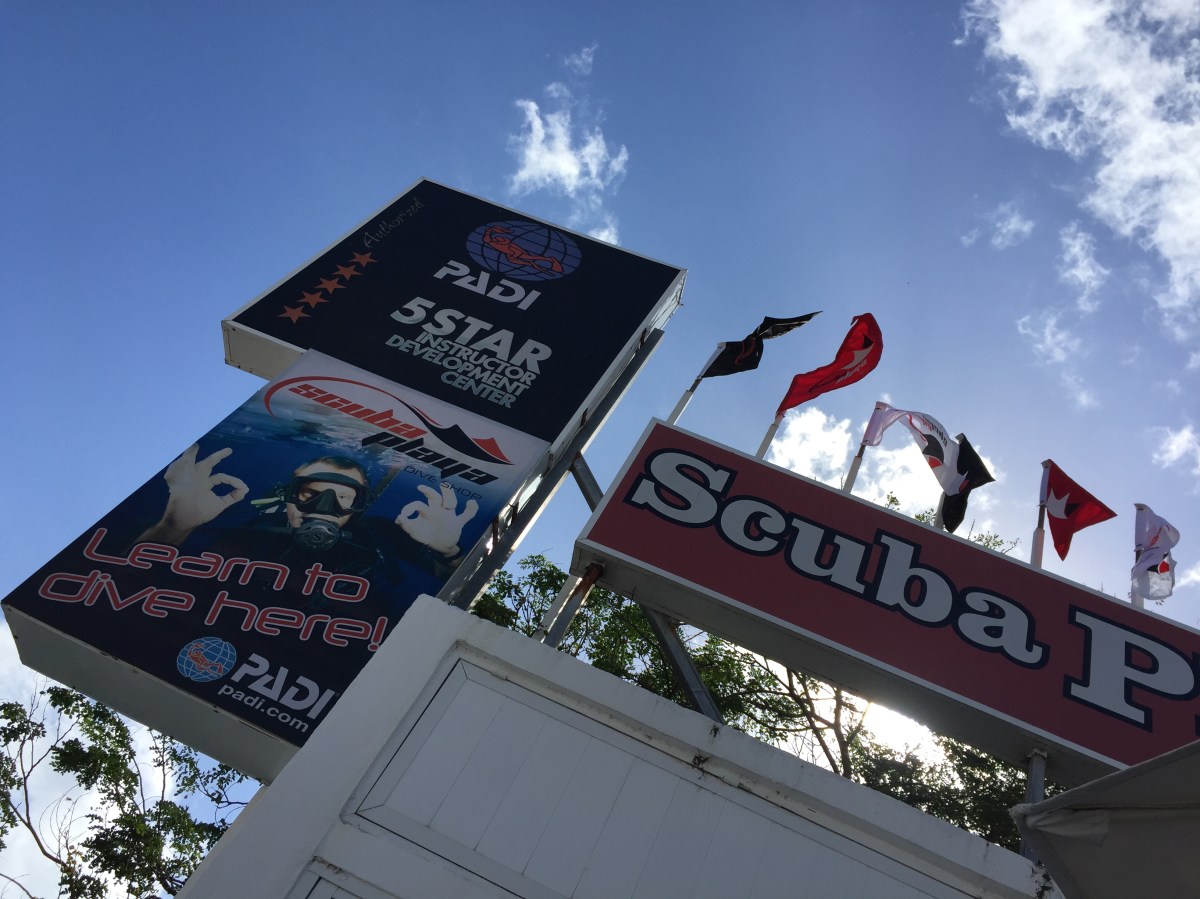 Authorized
PADI
5 STAR
INSTRUCTOR
DEVELOPMENT
CENTER
scuba
playa
DIVE SHOP
Learn to
dive here!
PADI
padi.com
Scuba P